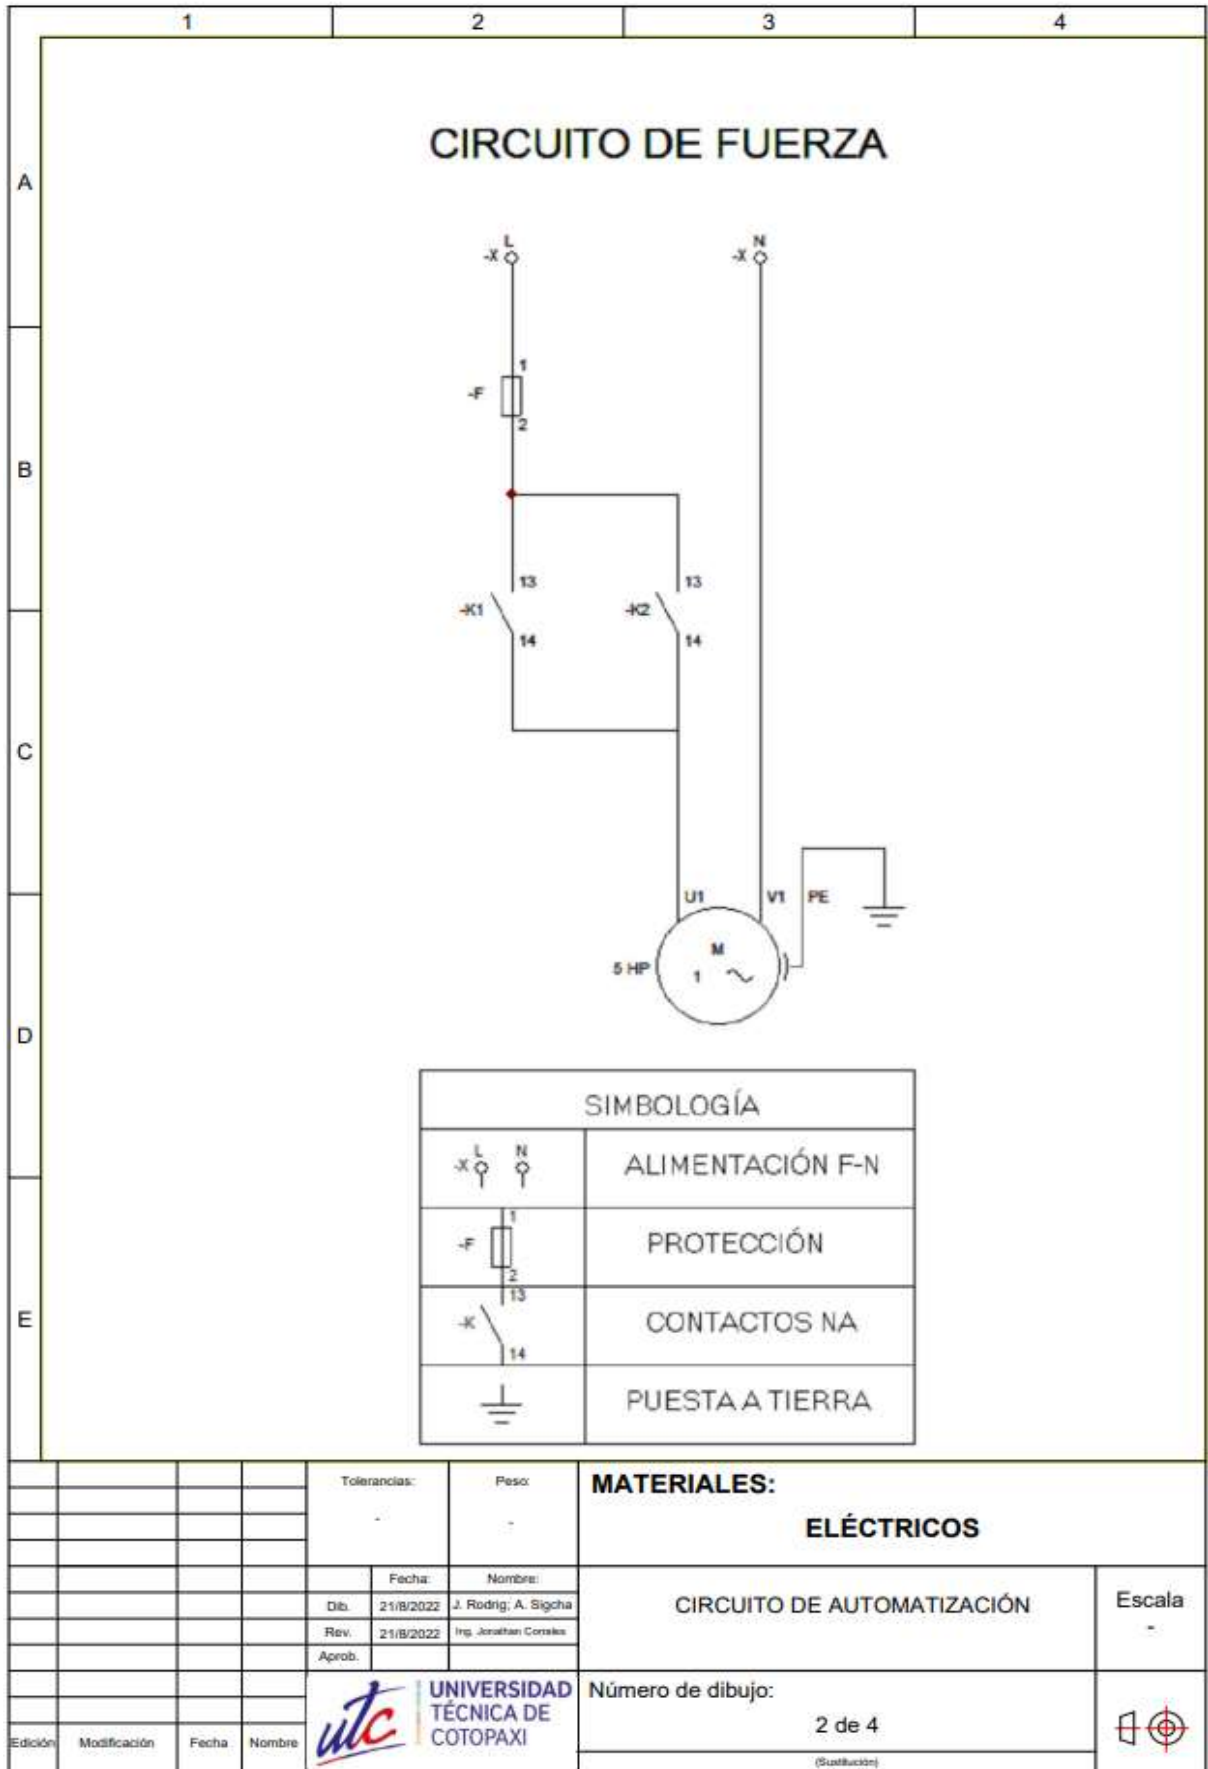 1 2 3 4
CIRCUITO DE FUERZA
A
B
C
D
E
L
-X
N
-X
1
-F
2
13
-K1
14
13
-K2
14
U1
V1 PE
M
5 HP
1
SIMBOLOGÍA
-X L N
ALIMENTACIÓN F-N
1
-F
2
PROTECCIÓN
13
-K
14
CONTACTOS NA
PUESTA A TIERRA
Tolerancias: Peso:
- -
MATERIALES:
ELÉCTRICOS
Fecha: Nombre:
Dib. 21/8/2022 J. Rodrig; A. Sigcha
Rev. 21/8/2022 Ing. Jonathan Corrales
Aprob.
CIRCUITO DE AUTOMATIZACIÓN
Escala
-
Edición Modificación Fecha Nombre
utc
UNIVERSIDAD
TÉCNICA DE
COTOPAXI
Número de dibujo:
2 de 4
(Sustitución)